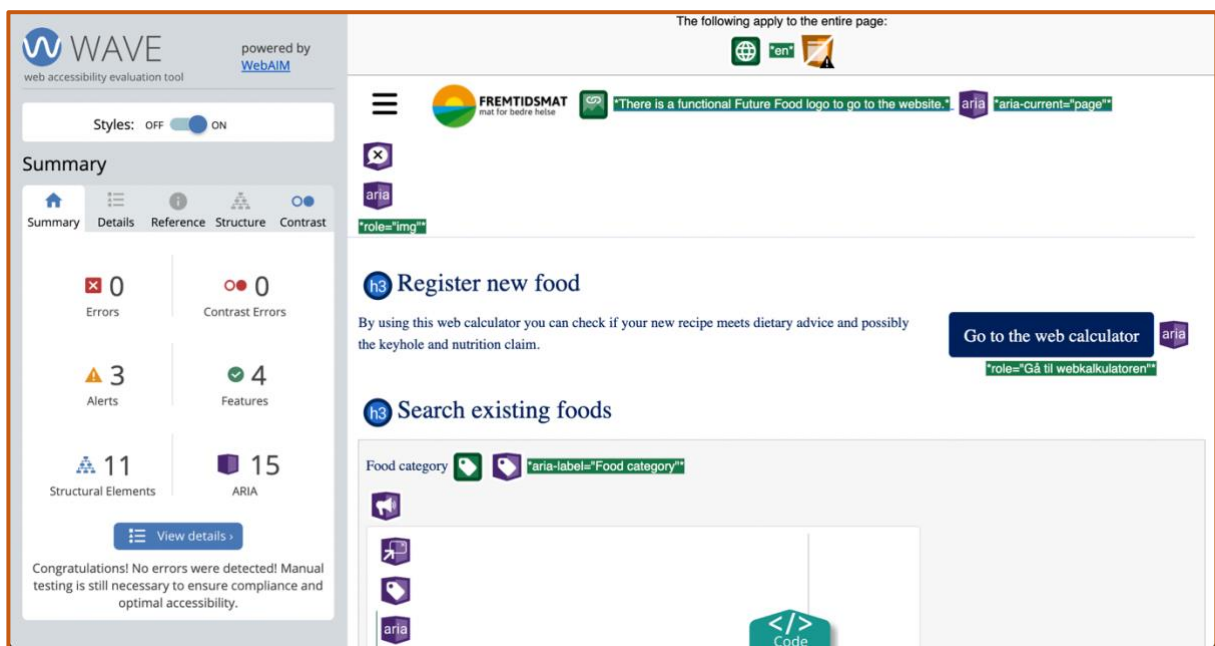 WAVE
powered by
WebAIM
web accessibility evaluation tool
Styles: OFF ON
Summary
Summary Details Reference Structure Contrast
0
Errors
0
Contrast Errors
3
Alerts
4
Features
11
Structural Elements
15
ARIA
View details ›
Congratulations! No errors were detected! Manual
testing is still necessary to ensure compliance and
optimal accessibility.
The following apply to the entire page:
*en*
FREMTIDSMAT
mat for bedre helse
*There is a functional Future Food logo to go to the website.*
aria
*aria-current="page"*
aria
*role="img"*
h3 Register new food
By using this web calculator you can check if your new recipe meets dietary advice and possibly
the keyhole and nutrition claim.
Go to the web calculator
aria
*role="Gå til webkalkulatoren"*
h3 Search existing foods
Food category
*aria-label="Food category"*
aria
</>
Code